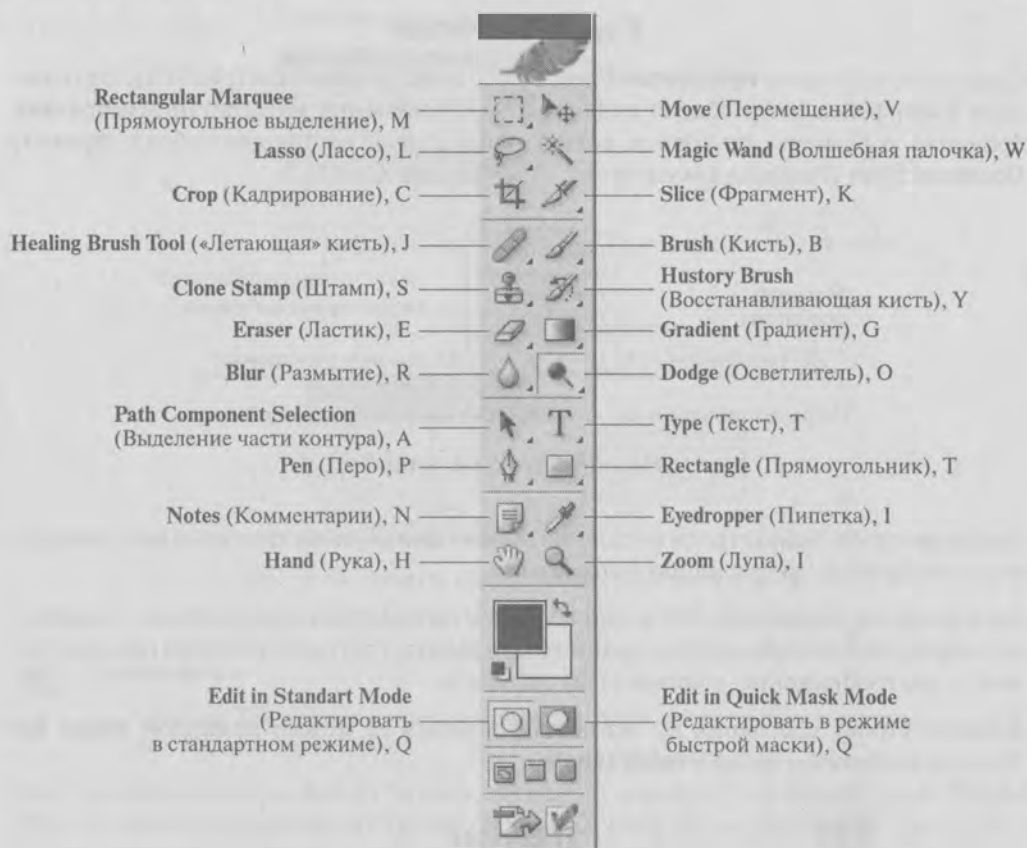 Rectangular Marquee
(Прямоугольное выделение), M
Move (Перемещение), V
Lasso (Лассо), L
Magic Wand (Волшебная палочка), W
Crop (Кадрирование), C
Slice (Фрагмент), K
Healing Brush Tool («Летающая» кисть), J
Brush (Кисть), B
Clone Stamp (Штамп), S
Hustory Brush
(Восстанавливающая кисть), Y
Eraser (Ластик), E
Gradient (Градиент), G
Blur (Размытие), R
Dodge (Осветлитель), O
Path Component Selection
(Выделение части контура), A
Type (Текст), T
Pen (Перо), P
Rectangle (Прямоугольник), T
Notes (Комментарии), N
Eyedropper (Пипетка), I
Hand (Рука), H
Zoom (Лупа), I
Edit in Standart Mode
(Редактировать
в стандартном режиме), Q
Edit in Quick Mask Mode
(Редактировать в режиме
быстрой маски), Q